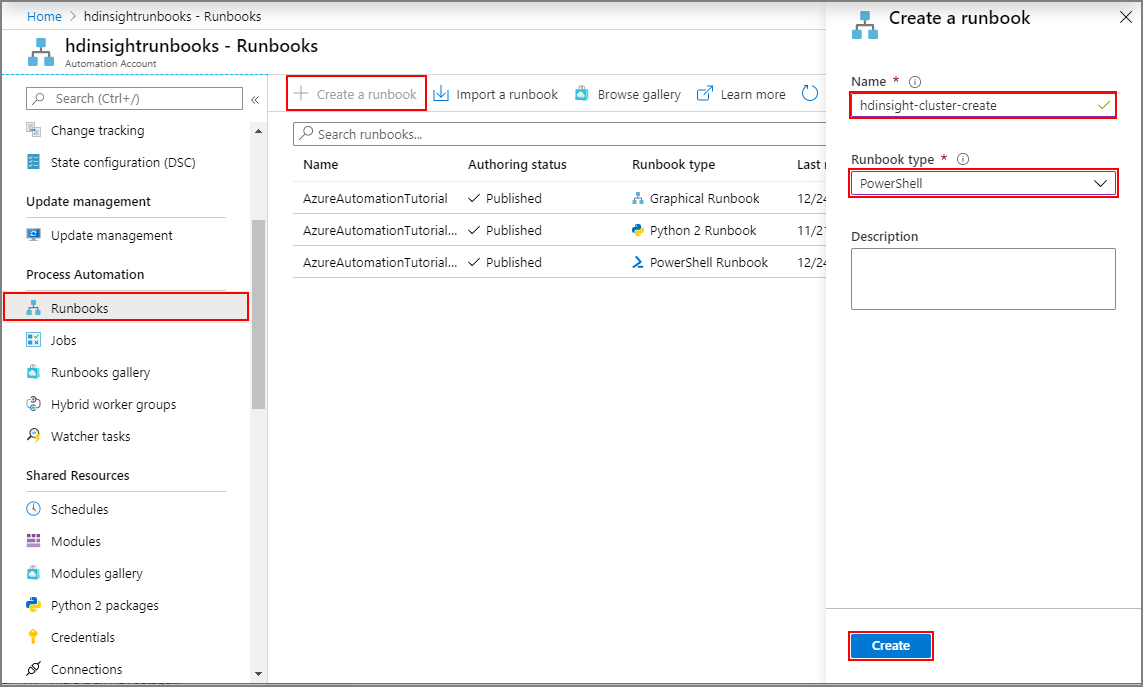 Home > hdinsightrunbooks - Runbooks
hdinsightrunbooks - Runbooks
Automation Account
Search (Ctrl+/)
«
Change tracking
State configuration (DSC)
Update management
Update management
Process Automation
Runbooks
Jobs
Runbooks gallery
Hybrid worker groups
Watcher tasks
Shared Resources
Schedules
Modules
Modules gallery
Python 2 packages
Credentials
Connections
Create a runbook Import a runbook Browse gallery Learn more
Search runbooks...
Name Authoring status Runbook type Last
AzureAutomationTutorial Published Graphical Runbook 12/24
AzureAutomationTutorial... Published Python 2 Runbook 11/2
AzureAutomationTutorial... Published PowerShell Runbook 12/24
Create a runbook
Name *
hdinsight-cluster-create
Runbook type *
PowerShell
Description
Create